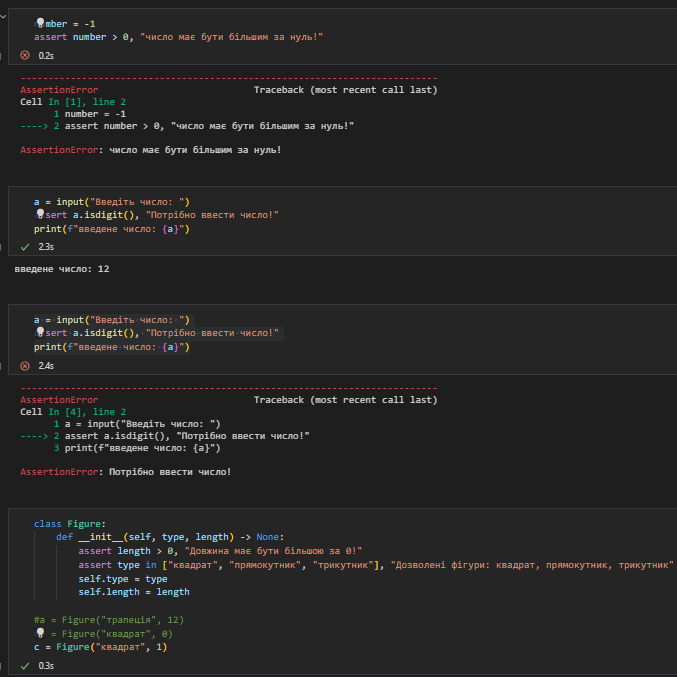 mber = -1
assert number > 0, "число має бути більшим за нуль!"
0.2s
---------------------------------------------------------------------------
AssertionError                            Traceback (most recent call last)
Cell In [1], line 2
1 number = -1
----> 2 assert number > 0, "число має бути більшим за нуль!"
AssertionError: число має бути більшим за нуль!
a = input("Введіть число: ")
sert a.isdigit(), "Потрібно ввести число!"
print(f"введене число: {a}")
2.3s
введене число: 12
a = input("Введіть число: ")
sert a.isdigit(), "Потрібно ввести число!"
print(f"введене число: {a}")
2.4s
---------------------------------------------------------------------------
AssertionError                            Traceback (most recent call last)
Cell In [4], line 2
1 a = input("Введіть число: ")
----> 2 assert a.isdigit(), "Потрібно ввести число!"
3 print(f"введене число: {a}")
AssertionError: Потрібно ввести число!
class Figure:
def __init__(self, type, length) -> None:
assert length > 0, "Довжина має бути більшою за 0!"
assert type in ["квадрат", "прямокутник", "трикутник"], "Дозволені фігури: квадрат, прямокутник, трикутник"
self.type = type
self.length = length
#a = Figure("трапеція", 12)
= Figure("квадрат", 0)
c = Figure("квадрат", 1)
0.3s